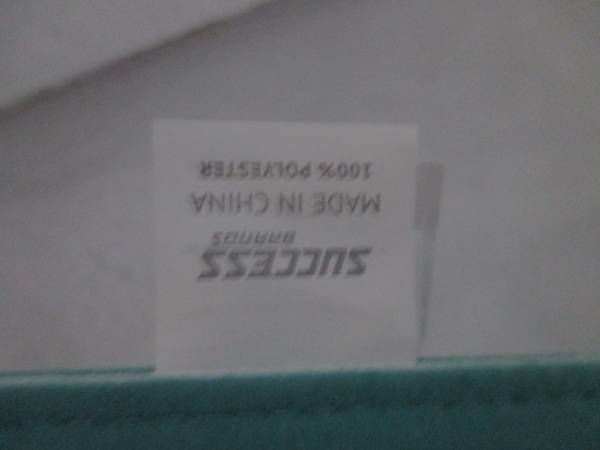 SUCCESS
BRANDS
MADE IN CHINA
100% POLYESTER